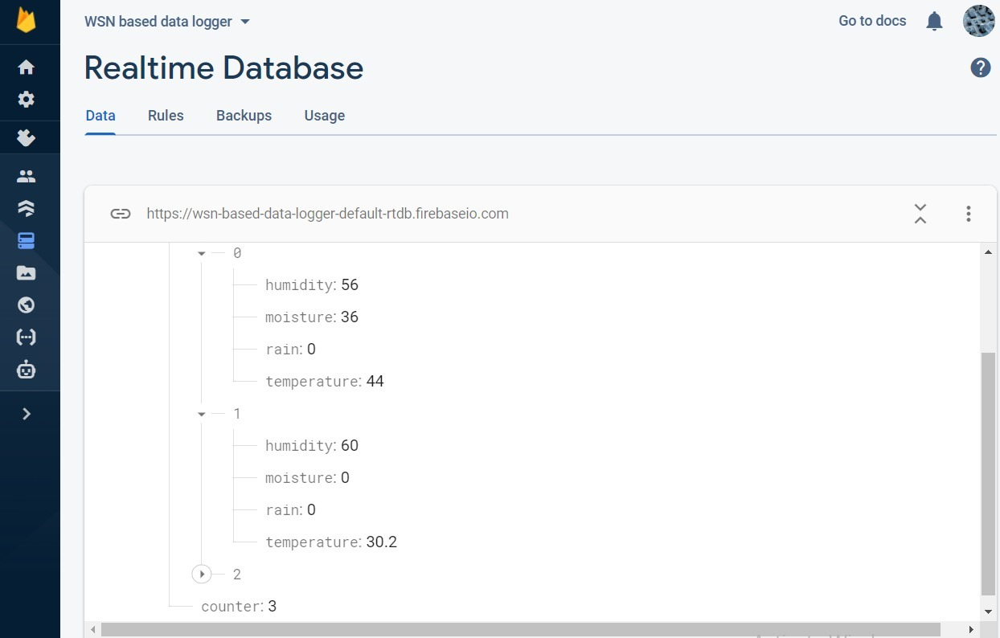 WSN based data logger
Go to docs
Realtime Database
Data Rules Backups Usage
https://wsn-based-data-logger-default-rtdb.firebaseio.com
0
humidity: 56
moisture: 36
rain: 0
temperature: 44
1
humidity: 60
moisture: 0
rain: 0
temperature: 30.2
2
counter: 3